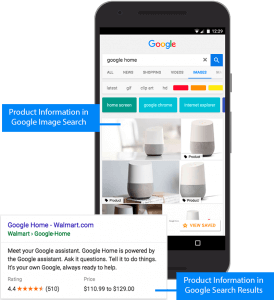 12:29
Google
google home
ALL NEWS SHOPPING VIDEOS IMAGES
latest gif clip art hd
home screen google chrome internet explorer
Product Information in
Google Image Search
Product
Product
VIEW SAVED
Google Home - Walmart.com
Walmart › Google-Home
Meet your Google assistant. Google Home is powered by
the Google assistant. Ask it questions. Tell it to do things.
It's your own Google, always ready to help.
Rating Price
4.4 (510) $110.99 to $129.00
Product Information in
Google Search Results